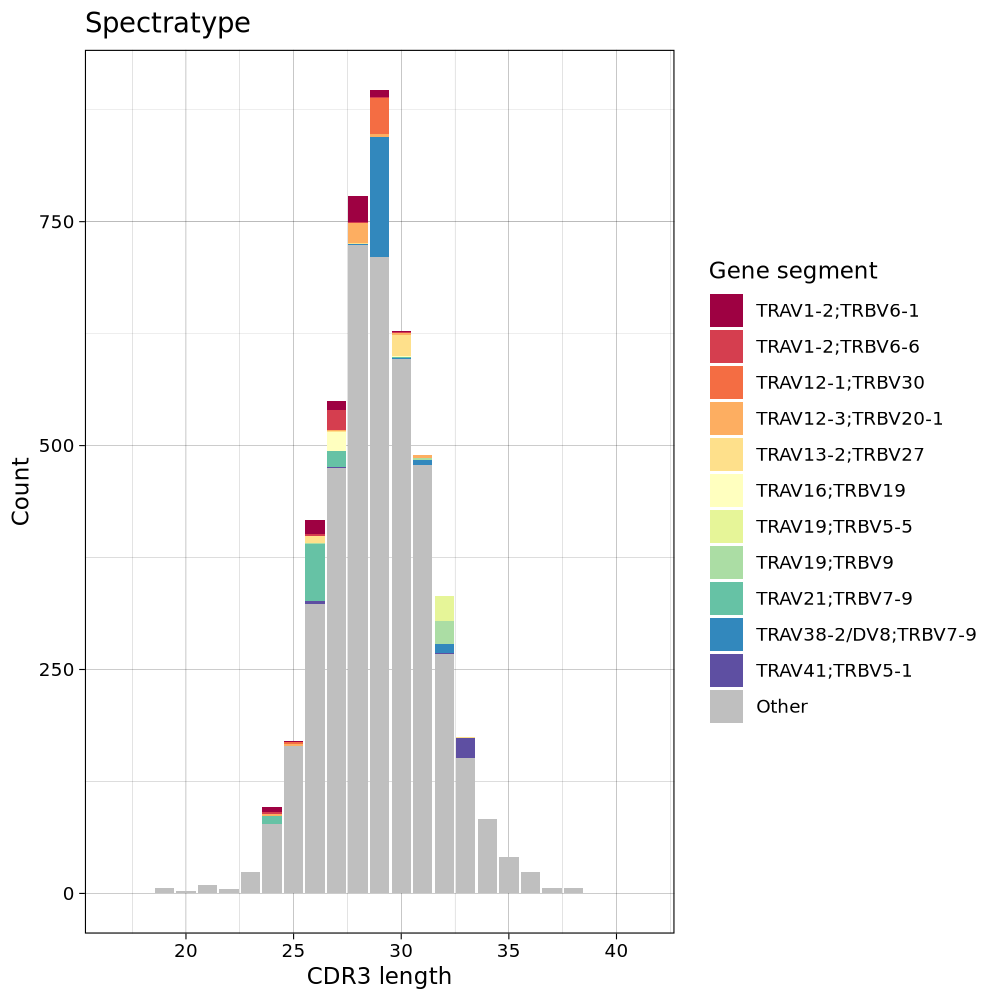 Spectratype
Count
750
500
250
0
20
25
30
35
40
CDR3 length
Gene segment
TRAV1-2;TRBV6-1
TRAV1-2;TRBV6-6
TRAV12-1;TRBV30
TRAV12-3;TRBV20-1
TRAV13-2;TRBV27
TRAV16;TRBV19
TRAV19;TRBV5-5
TRAV19;TRBV9
TRAV21;TRBV7-9
TRAV38-2/DV8;TRBV7-9
TRAV41;TRBV5-1
Other